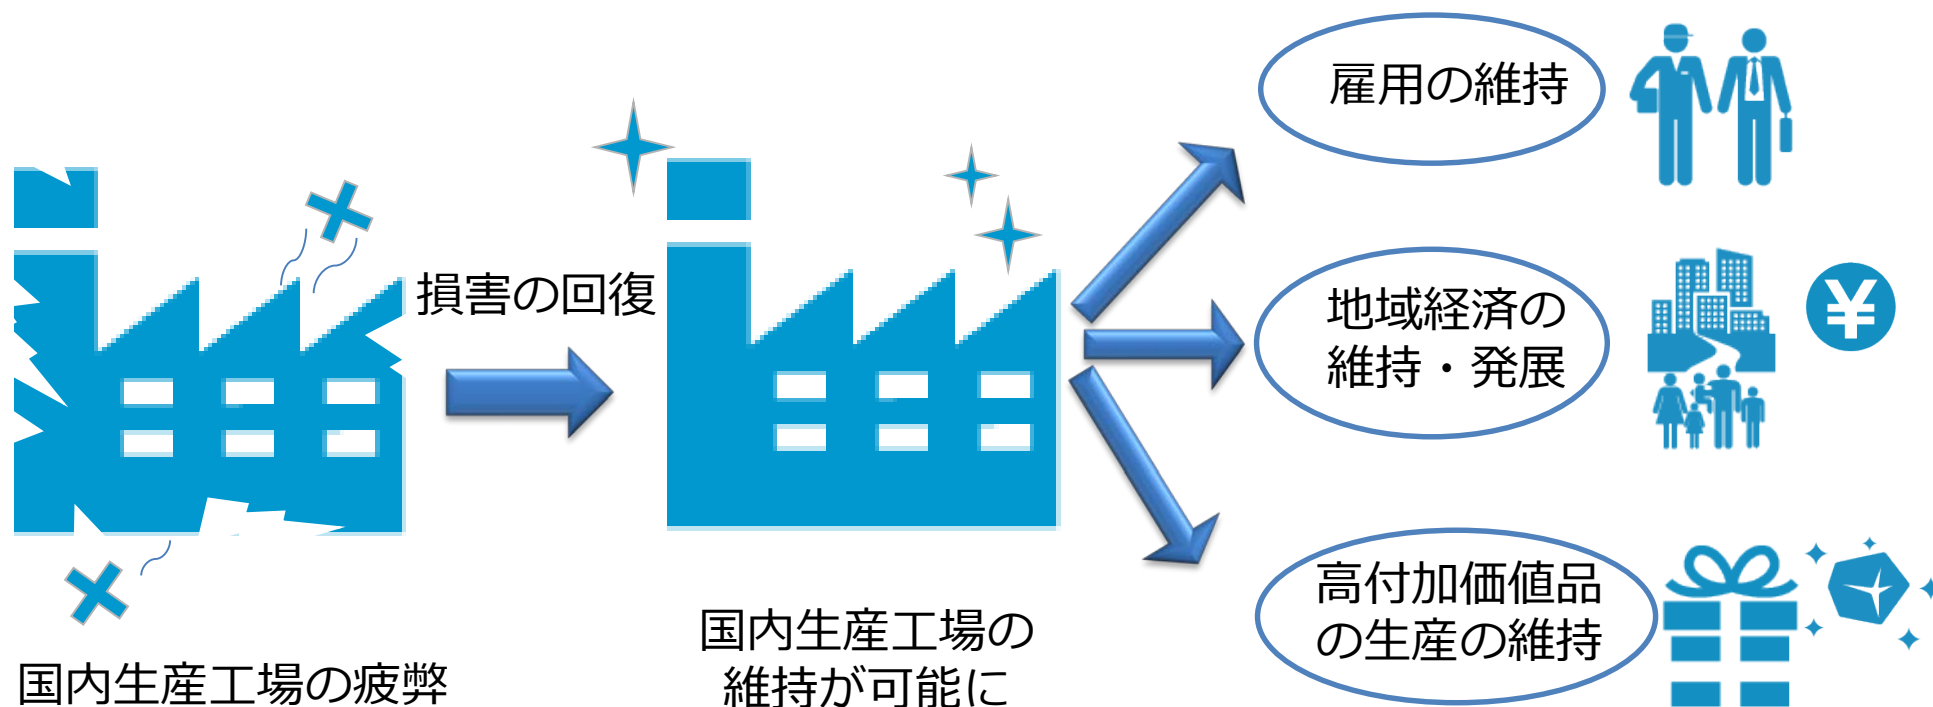 国内生産工場の疲弊
損害の回復
国内生産工場の
維持が可能に
雇用の維持
地域経済の
維持・発展
¥
高付加価値品
の生産の維持